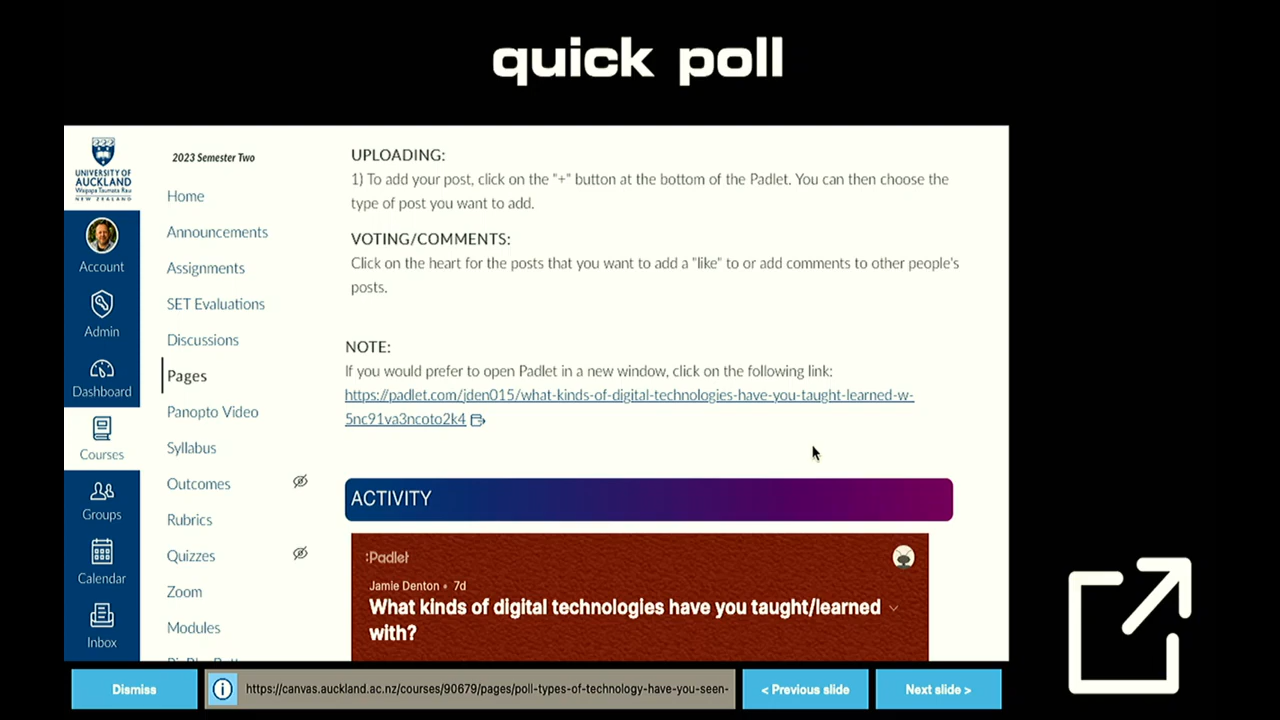 quick poll
UNIVERSITY OF
AUCKLAND
Waipapa Taumata Rau
NEW ZEALAND
Account
Admin
Dashboard
Courses
Groups
Calendar
Inbox
2023 Semester Two
Home
Announcements
Assignments
SET Evaluations
Discussions
Pages
Panopto Video
Syllabus
Outcomes
Rubrics
Quizzes
Zoom
Modules
UPLOADING:
1) To add your post, click on the "+" button at the bottom of the Padlet. You can then choose the
type of post you want to add.
VOTING/COMMENTS:
Click on the heart for the posts that you want to add a "like" to or add comments to other people's
posts.
NOTE:
If you would prefer to open Padlet in a new window, click on the following link:
https://padlet.com/jden015/what-kinds-of-digital-technologies-have-you-taught-learned-w-
5nc91va3ncoto2k4
ACTIVITY
:Padlet
Jamie Denton • 7d
What kinds of digital technologies have you taught/learned
with?
Dismiss
https://canvas.auckland.ac.nz/courses/90679/pages/poll-types-of-technology-have-you-seen-
< Previous slide
Next slide >